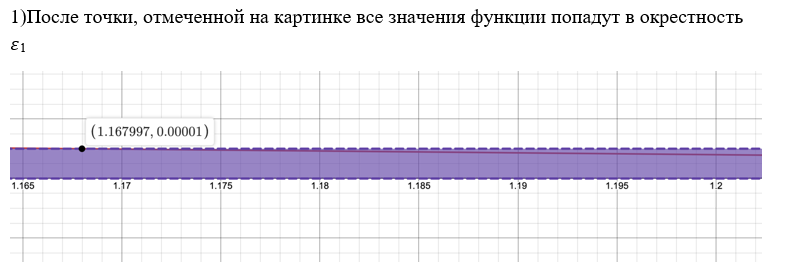 1)После точки, отмеченной на картинке все значения функции попадут в окрестность
ε₁
(1.167997, 0.00001)
1.165 1.17 1.175 1.18 1.185 1.19 1.195 1.2